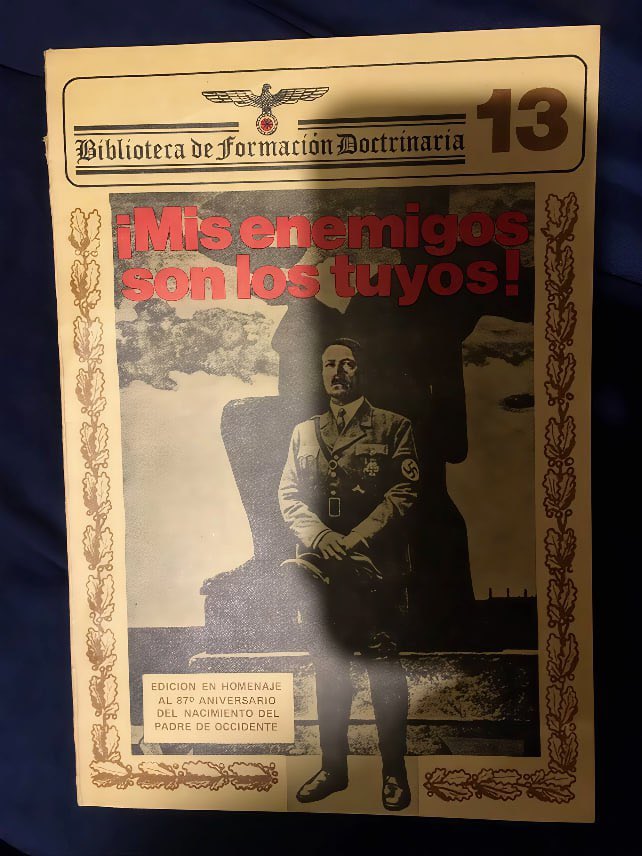 Biblioteca de Formación Doctrinaria
13
¡Mis enemigos
son los tuyos!
EDICION EN HOMENAJE
AL 87º ANIVERSARIO
DEL NACIMIENTO DEL
PADRE DE OCCIDENTE